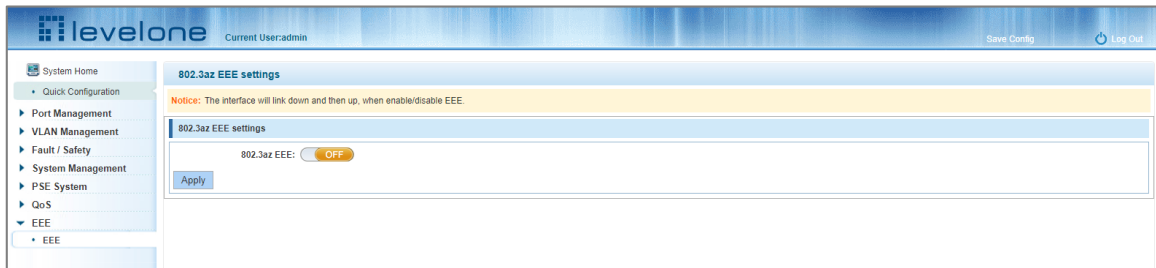 levelone
Current User:admin
Save Config
Log Out
System Home
Quick Configuration
Port Management
VLAN Management
Fault / Safety
System Management
PSE System
QoS
EEE
EEE
802.3az EEE settings
Notice: The interface will link down and then up, when enable/disable EEE.
802.3az EEE settings
802.3az EEE: OFF
Apply